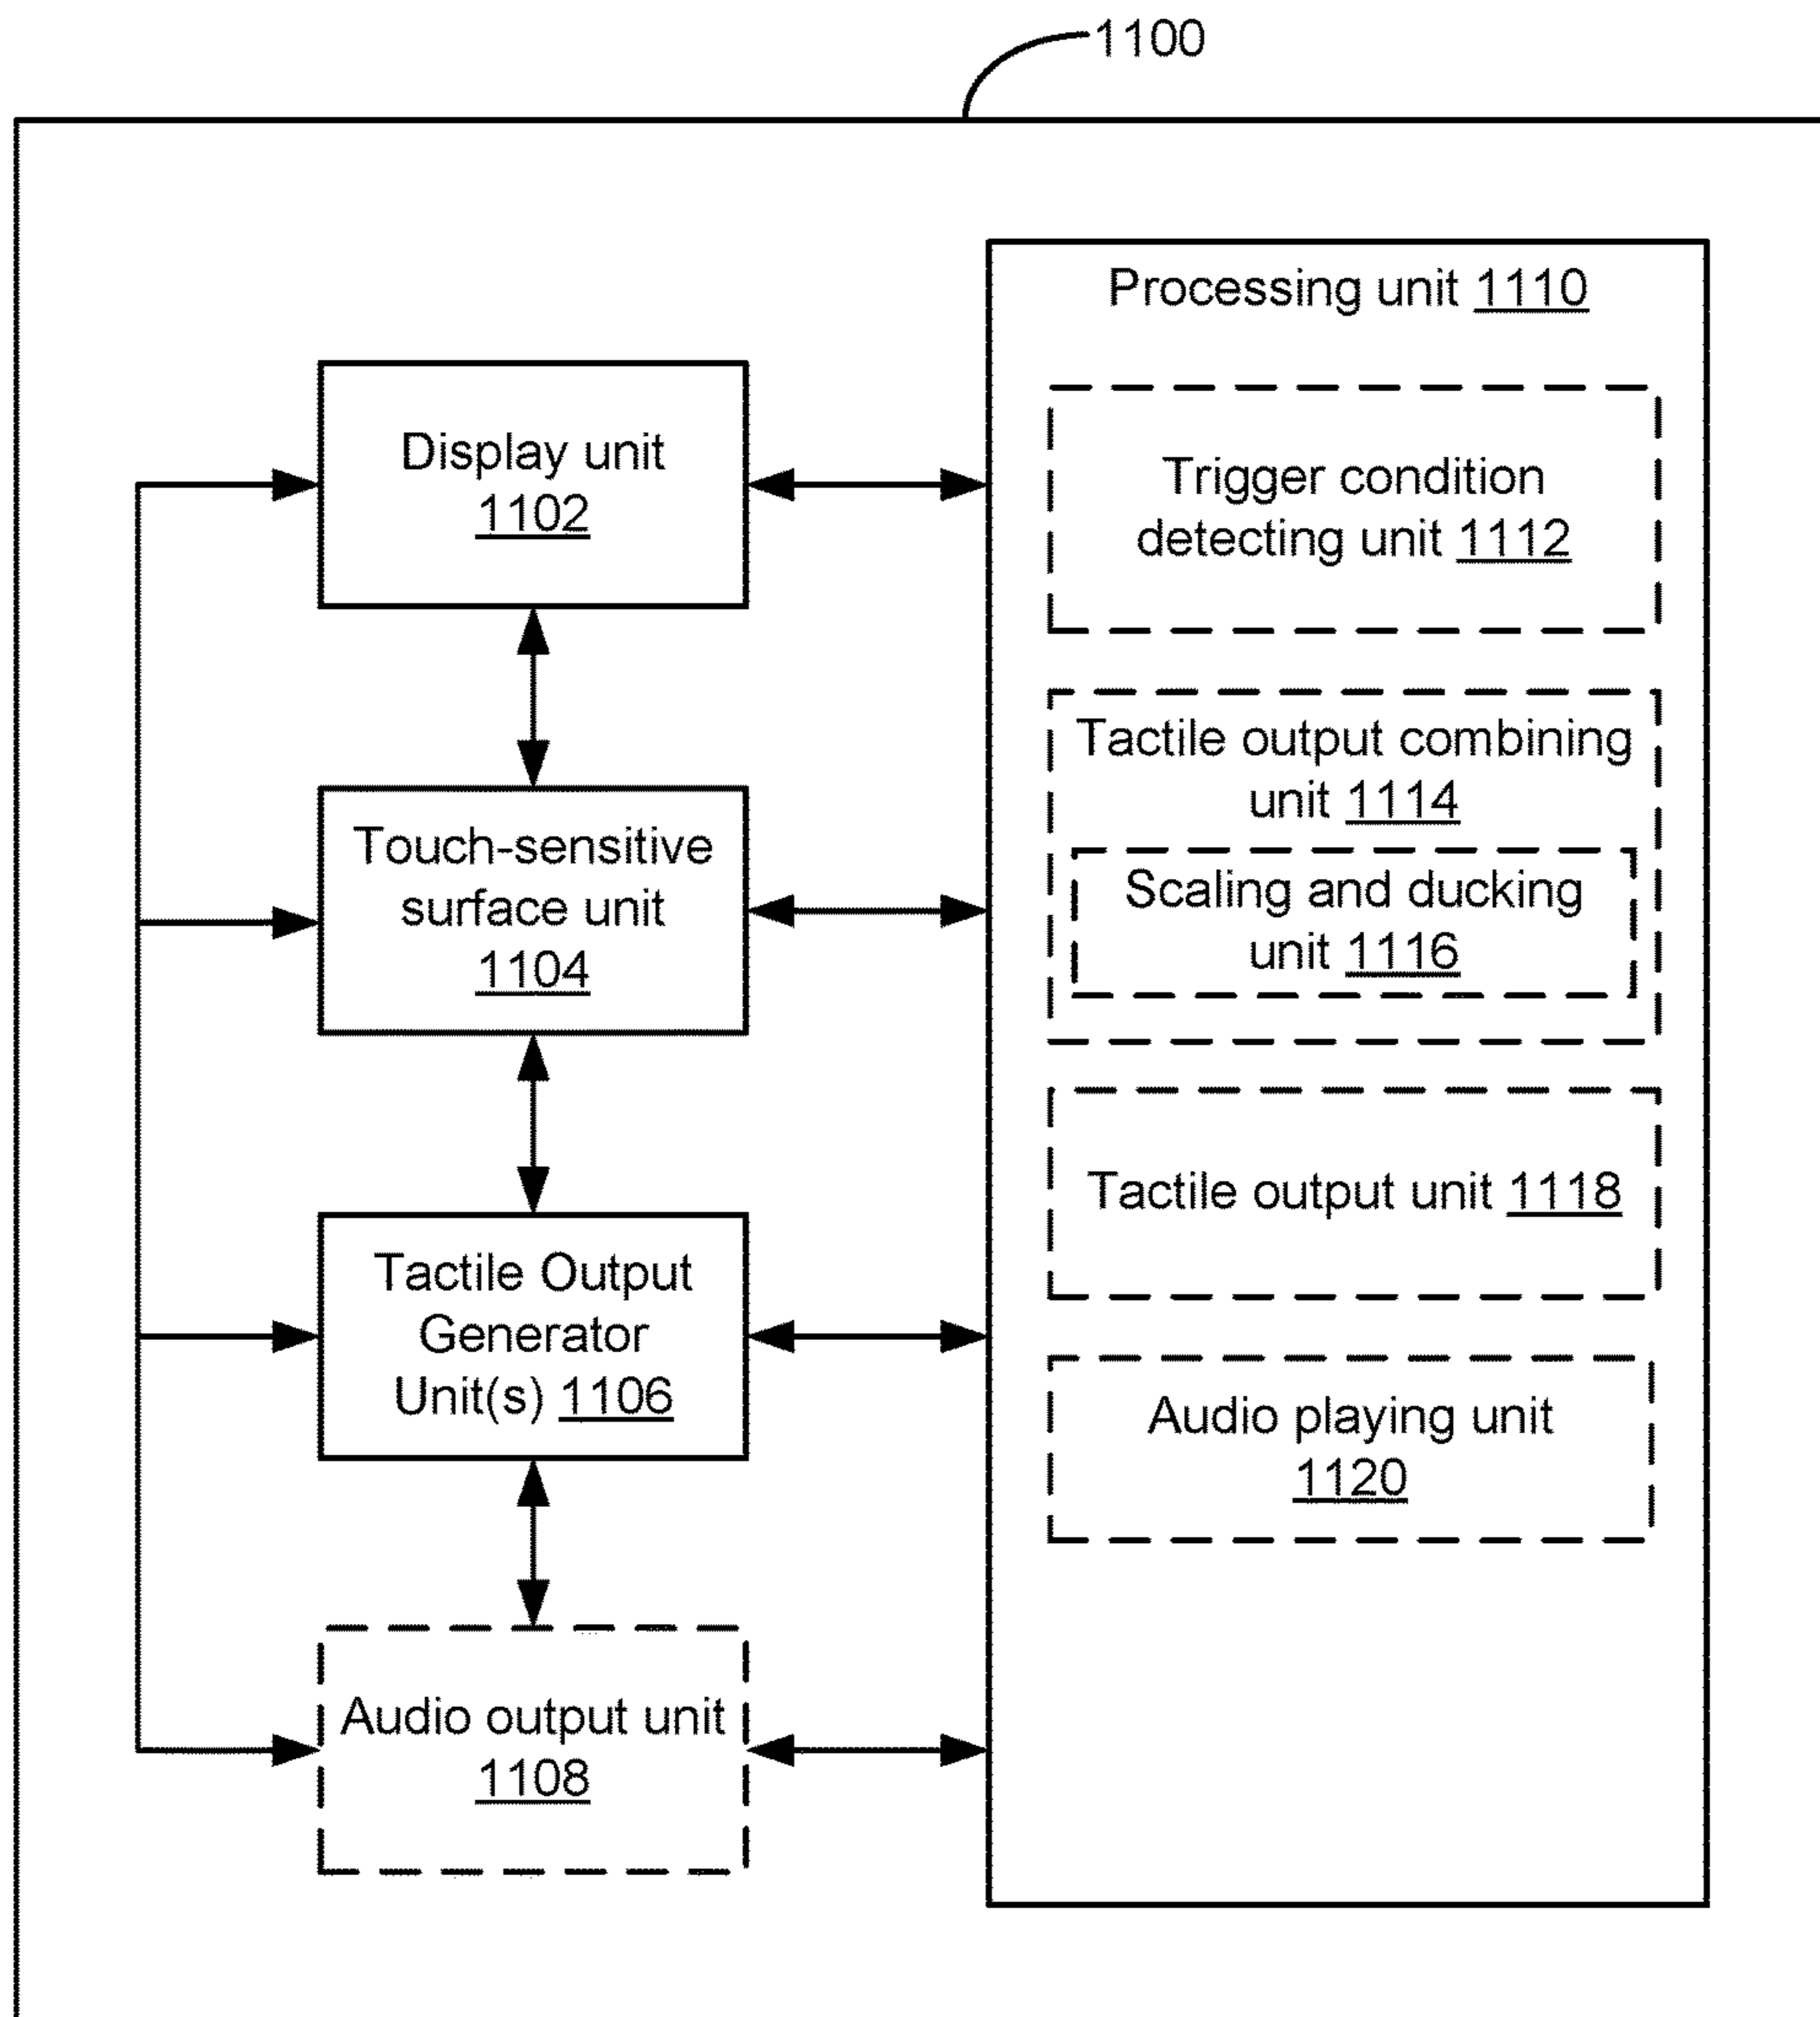 1100
Processing unit 1110
Display unit
1102
Trigger condition
detecting unit 1112
Tactile output combining
unit 1114
Touch-sensitive
surface unit
1104
Scaling and ducking
unit 1116
Tactile output unit 1118
Tactile Output
Generator
Unit(s) 1106
Audio playing unit
1120
Audio output unit
1108